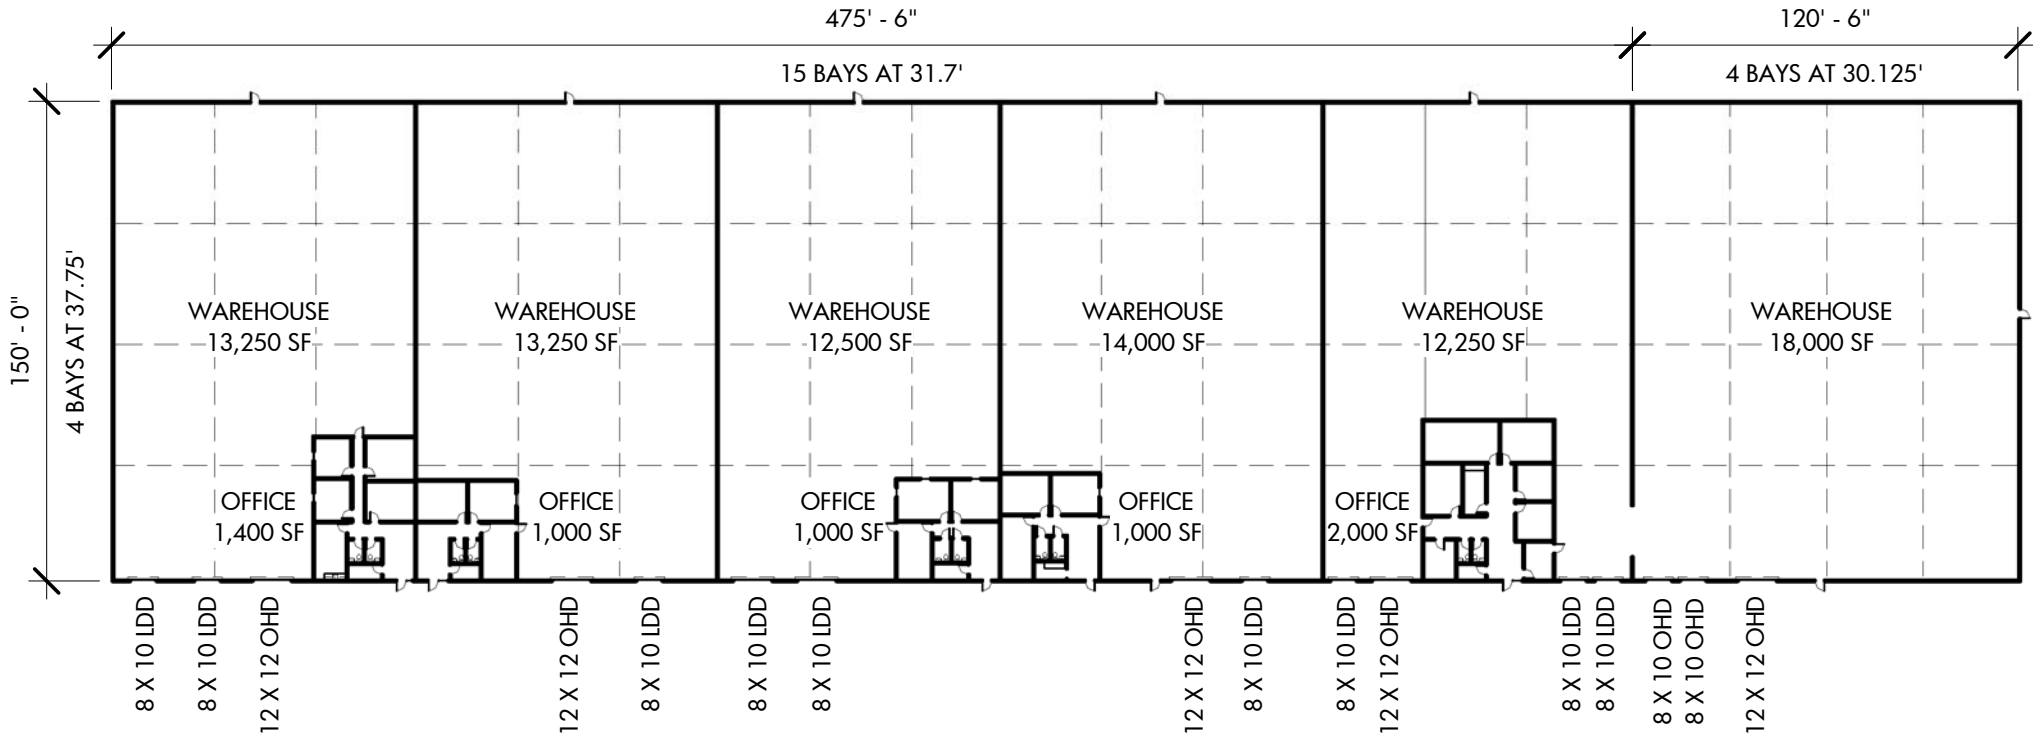 475' - 6"
120' - 6"
15 BAYS AT 31.7'
4 BAYS AT 30.125'
150' - 0"
4 BAYS AT 37.75'
WAREHOUSE
13,250 SF
WAREHOUSE
13,250 SF
WAREHOUSE
12,500 SF
WAREHOUSE
14,000 SF
WAREHOUSE
12,250 SF
WAREHOUSE
18,000 SF
OFFICE
1,400 SF
OFFICE
1,000 SF
OFFICE
1,000 SF
OFFICE
1,000 SF
OFFICE
2,000 SF
8 X 10 LDD
8 X 10 LDD
12 X 12 OHD
12 X 12 OHD
8 X 10 LDD
8 X 10 LDD
8 X 10 LDD
12 X 12 OHD
8 X 10 LDD
8 X 10 LDD
12 X 12 OHD
8 X 10 LDD
8 X 10 LDD
8 X 10 OHD
8 X 10 OHD
12 X 12 OHD